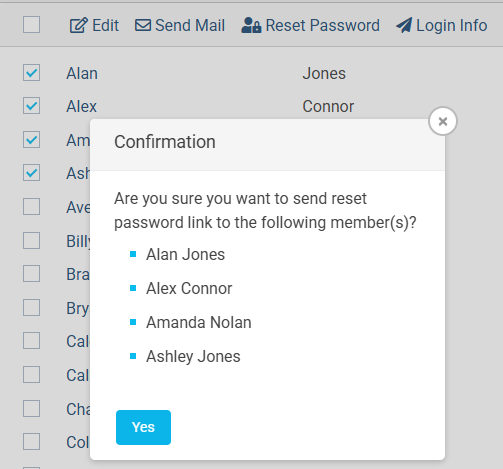 Edit Send Mail Reset Password Login Info
Alan Jones
Alex Connor
Am
Ash
Ave
Billy
Bra
Bry
Cal
Cal
Cha
Col
Confirmation
Are you sure you want to send reset
password link to the following member(s)?
Alan Jones
Alex Connor
Amanda Nolan
Ashley Jones
Yes